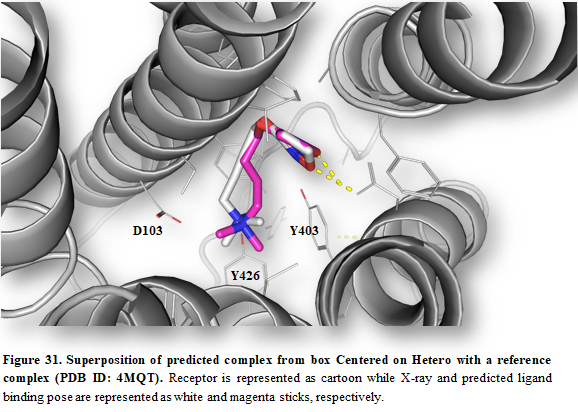 D103
Y403
Y426
Figure 31. Superposition of predicted complex from box Centered on Hetero with a reference
complex (PDB ID: 4MQT). Receptor is represented as cartoon while X-ray and predicted ligand
binding pose are represented as white and magenta sticks, respectively.